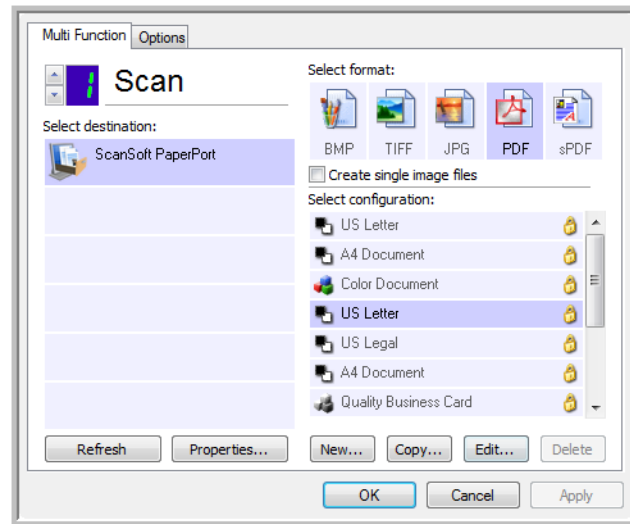 Multi Function Options
1 Scan
Select destination:
ScanSoft PaperPort
Select format:
BMP TIFF JPG PDF sPDF
Create single image files
Select configuration:
US Letter
A4 Document
Color Document
US Letter
US Legal
A4 Document
Quality Business Card
Refresh Properties... New... Copy... Edit... Delete
OK Cancel Apply